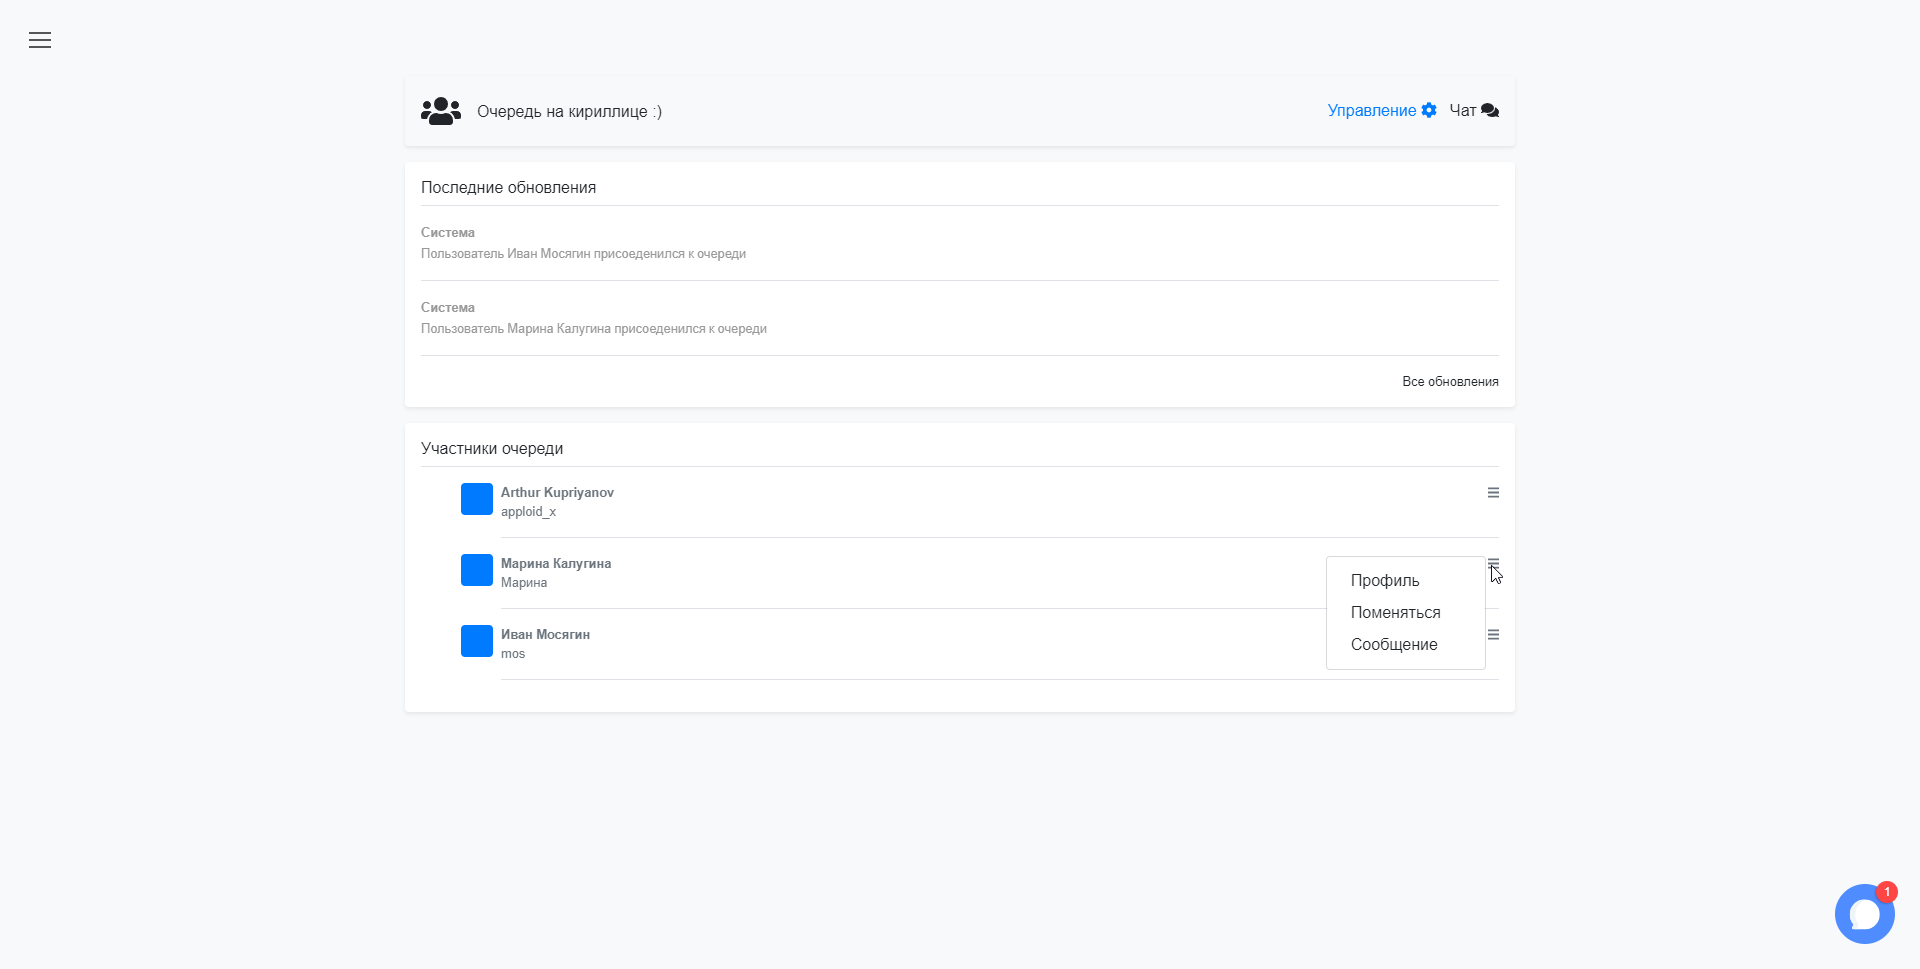 Очередь на кириллице :)
Управление
Чат
Последние обновления
Система
Пользователь Иван Мосягин присоеденился к очереди
Система
Пользователь Марина Калугина присоеденился к очереди
Все обновления
Участники очереди
Arthur Kupriyanov
apploid_x
Марина Калугина
Марина
Профиль
Поменяться
Сообщение
Иван Мосягин
mos
1